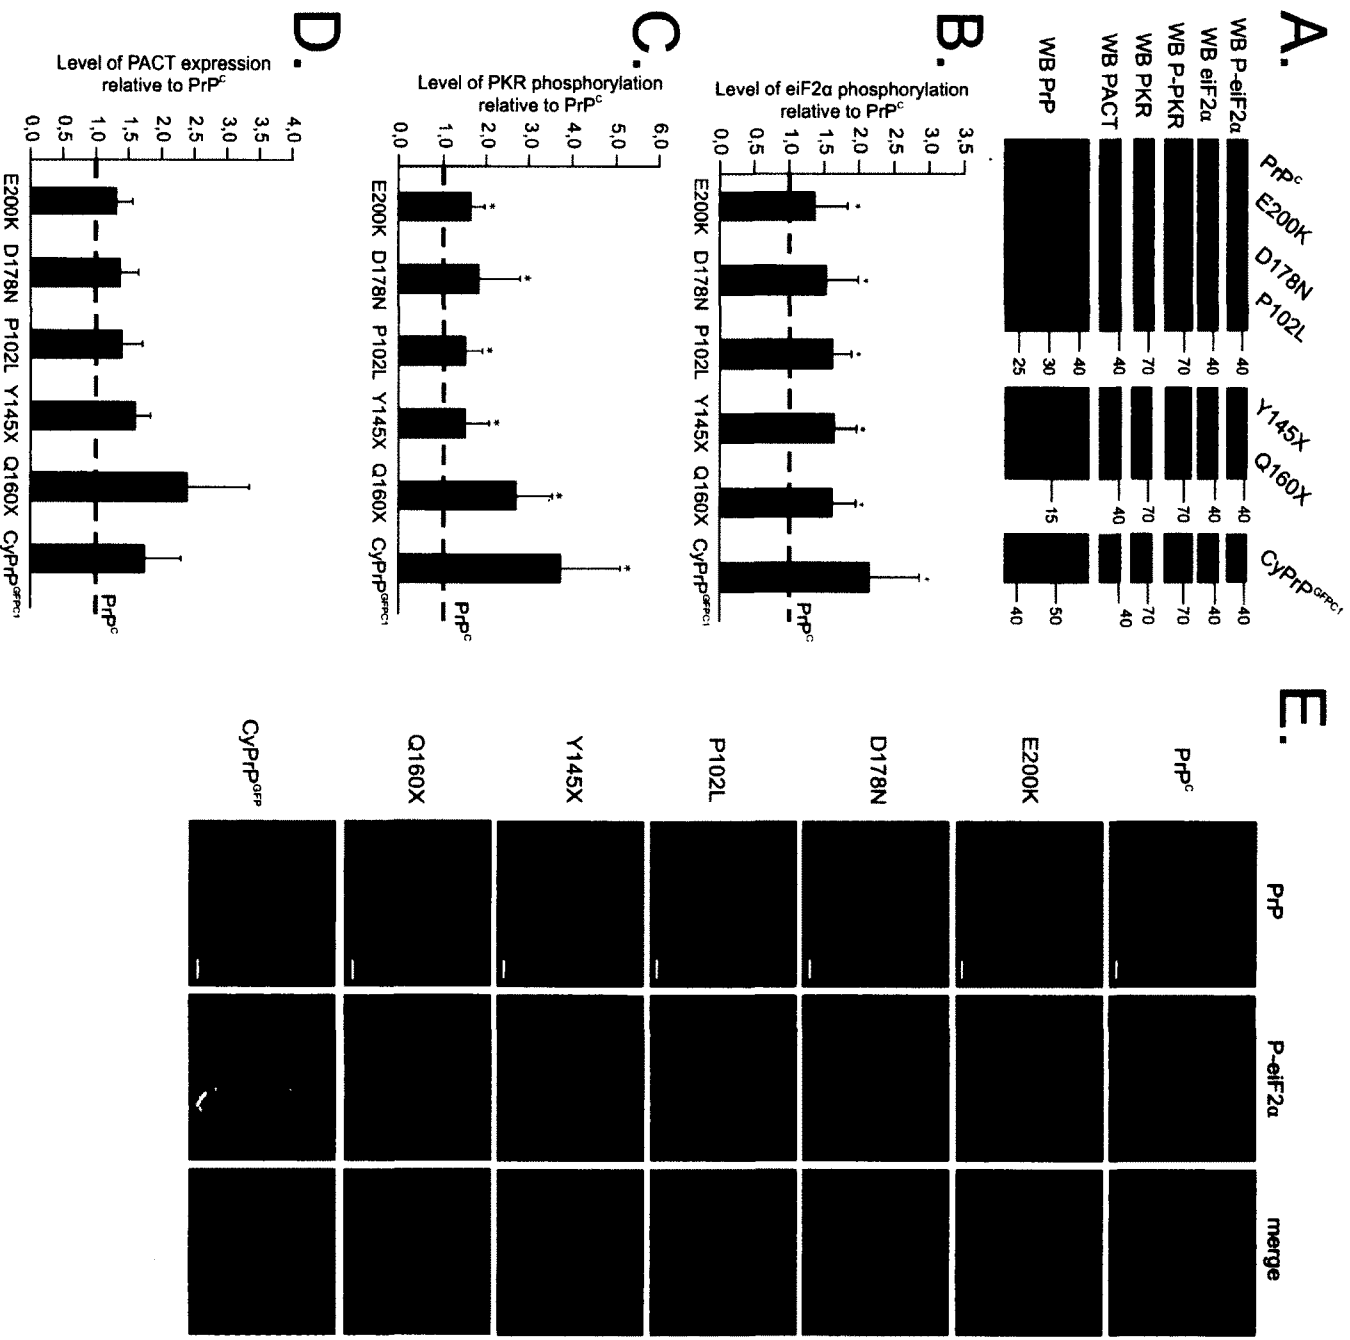 A.
PrPᶜ E200K D178N P102L Y145X Q160X CyPrPᴳᶠᴾᶜ¹
WB P-eiF2α 40 40 40
WB eiF2α 40 40 40
WB P-PKR 70 70 70
WB PKR 70 70 70
WB PACT 40 40 40
WB PrP 40 30 25 15 50 40
B.
Level of eiF2α phosphorylation
relative to PrPᶜ
3,5
3,0
2,5
2,0
1,5
1,0
0,5
0,0
* * * * * *
PrPᶜ
E200K D178N P102L Y145X Q160X CyPrPᴳᶠᴾᶜ¹
C.
Level of PKR phosphorylation
relative to PrPᶜ
6,0
5,0
4,0
3,0
2,0
1,0
0,0
* * * * * *
PrPᶜ
E200K D178N P102L Y145X Q160X CyPrPᴳᶠᴾᶜ¹
D.
Level of PACT expression
relative to PrPᶜ
4,0
3,5
3,0
2,5
2,0
1,5
1,0
0,5
0,0
PrPᶜ
E200K D178N P102L Y145X Q160X CyPrPᴳᶠᴾᶜ¹
E.
PrPᶜ E200K D178N P102L Y145X Q160X CyPrPᴳᶠᴾ
PrP
P-eiF2α
merge